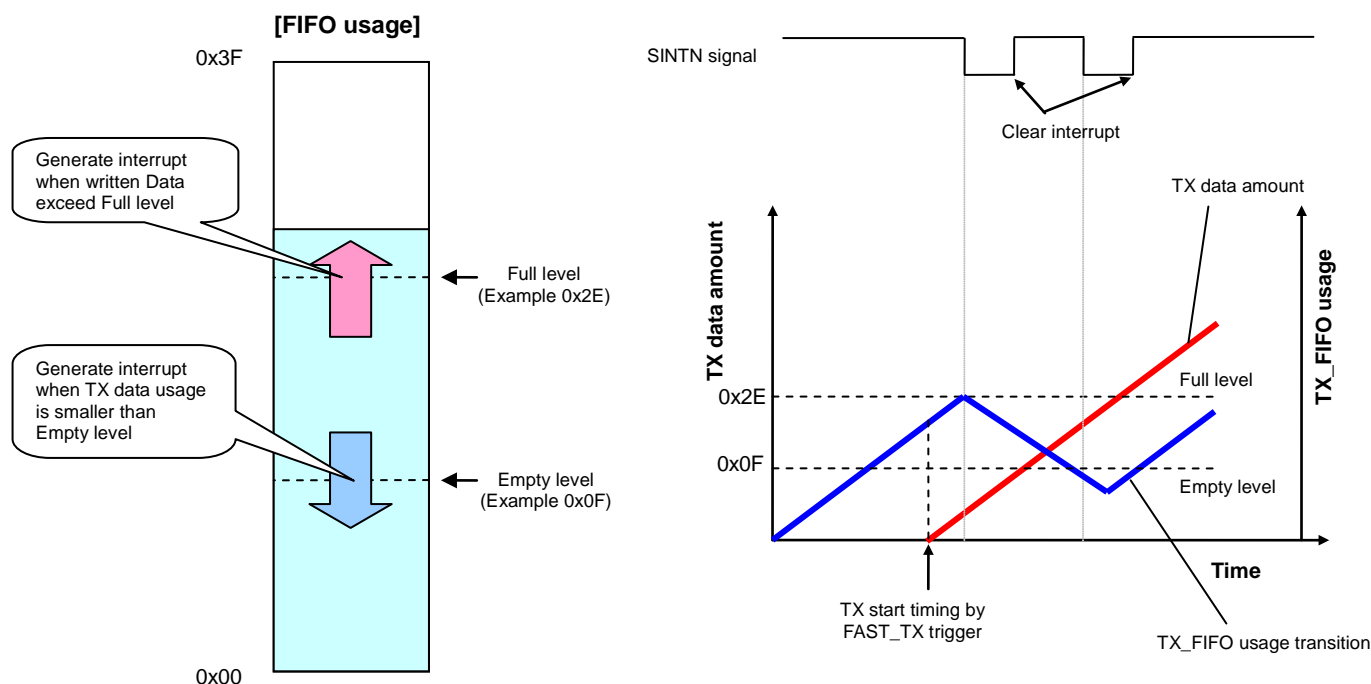 [FIFO usage]
0x3F
Generate interrupt
when written Data
exceed Full level
Full level
(Example 0x2E)
Generate interrupt
when TX data usage
is smaller than
Empty level
Empty level
(Example 0x0F)
0x00
SINTN signal
Clear interrupt
TX data amount
TX data amount
TX_FIFO usage
0x2E
Full level
0x0F
Empty level
Time
TX start timing by
FAST_TX trigger
TX_FIFO usage transition